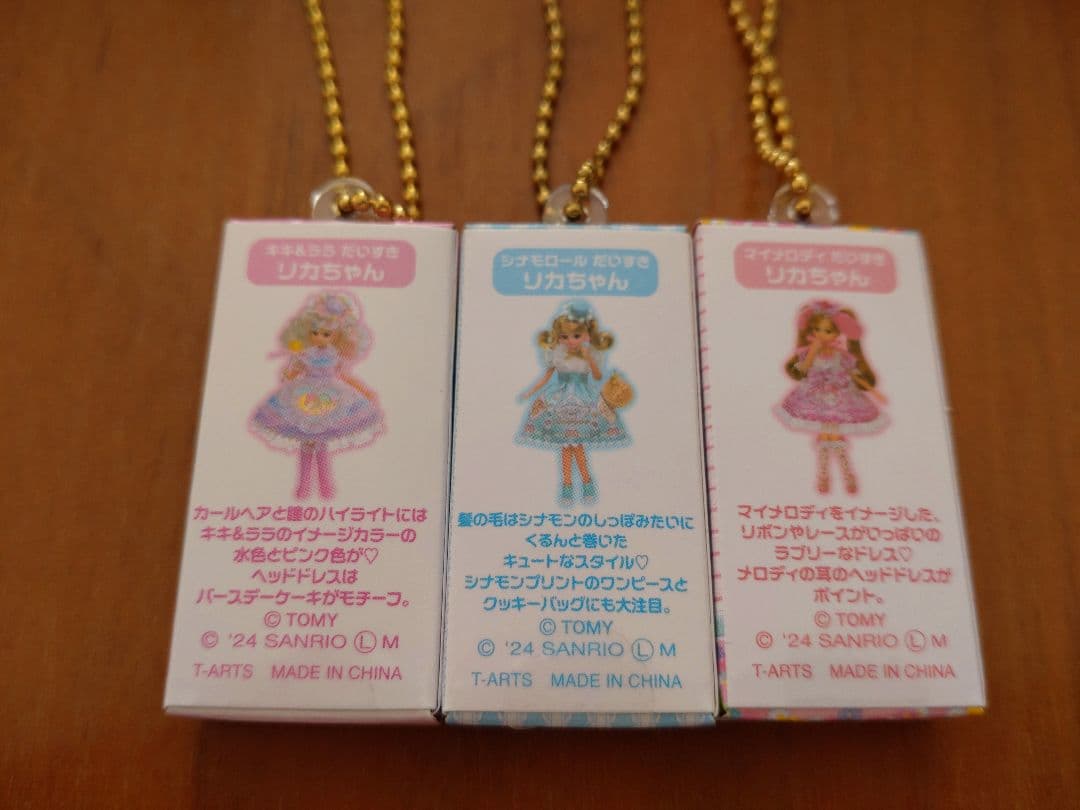 キキ&ララ だいすき
リカちゃん
カールヘアと瞳のハイライトには
キキ&ララのイメージカラーの
水色とピンク色が♡
ヘッドドレスは
バースデーケーキがモチーフ。
© TOMY
© '24 SANRIO Ⓛ M
T-ARTS MADE IN CHINA
シナモロール だいすき
リカちゃん
髪の毛はシナモンのしっぽみたいに
くるんと巻いた
キュートなスタイル♡
シナモンプリントのワンピースと
クッキーバッグにも大注目。
© TOMY
© '24 SANRIO Ⓛ M
T-ARTS MADE IN CHINA
マイメロディ だいすき
リカちゃん
マイメロディをイメージした、
リボンやレースがいっぱいの
ラブリーなドレス♡
メロディの耳のヘッドドレスが
ポイント。
© TOMY
© '24 SANRIO Ⓛ M
T-ARTS MADE IN CHINA